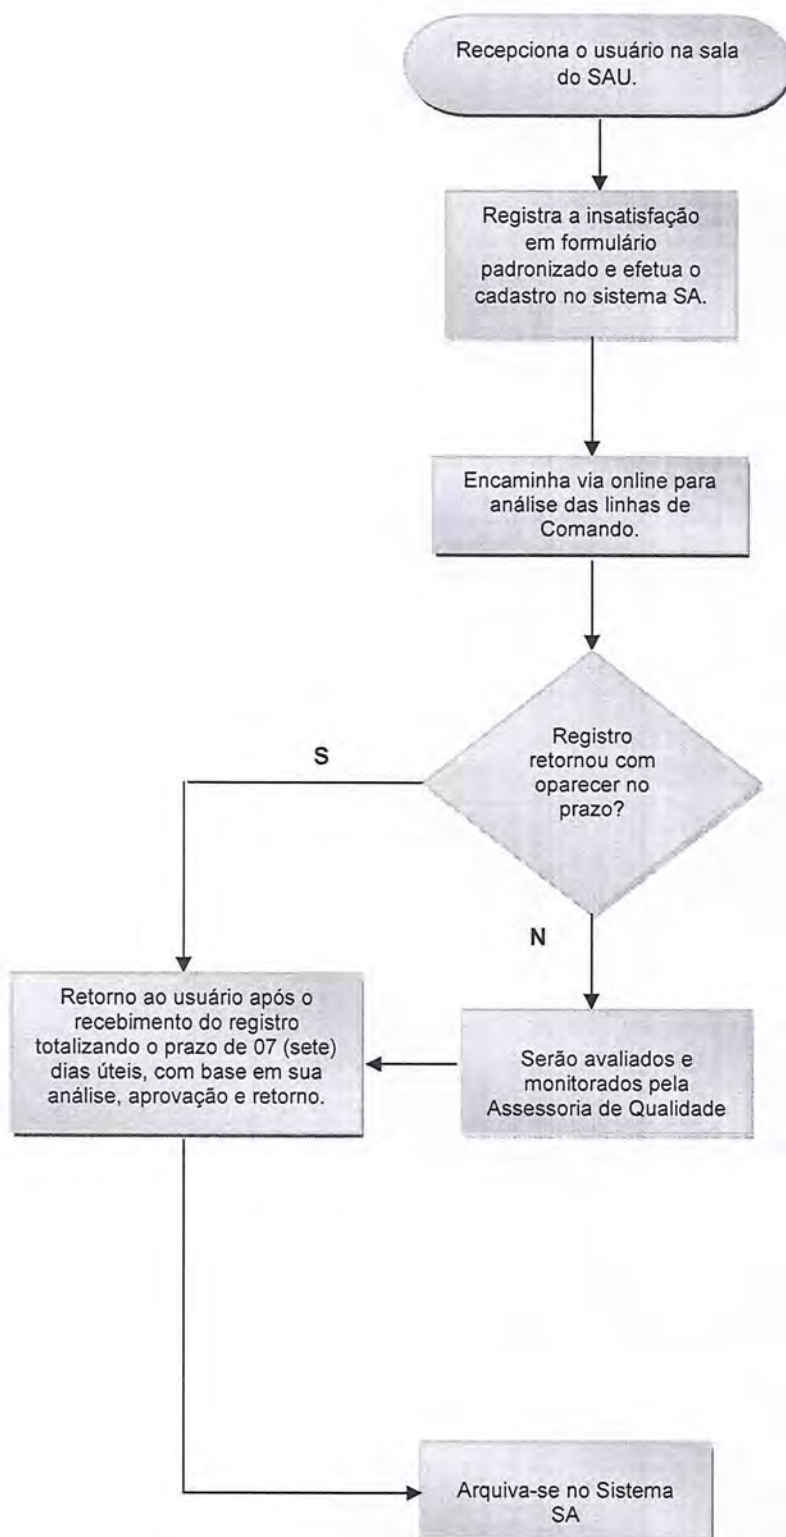 Recepciona o usuário na sala
do SAU.
Registra a insatisfação
em formulário
padronizado e efetua o
cadastro no sistema SA.
Encaminha via online para
análise das linhas de
Comando.
Registro
retornou com
oparecer no
prazo?
S
N
Retorno ao usuário após o
recebimento do registro
totalizando o prazo de 07 (sete)
dias úteis, com base em sua
análise, aprovação e retorno.
Serão avaliados e
monitorados pela
Assessoria de Qualidade
Arquiva-se no Sistema
SA